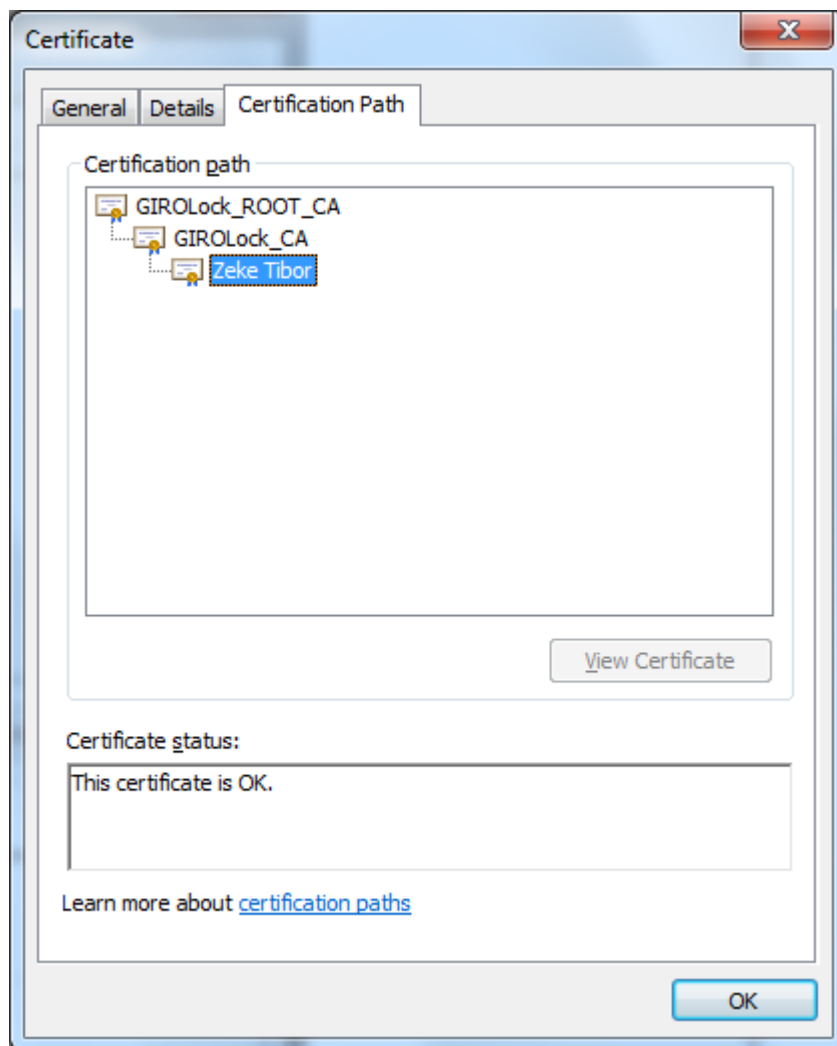 Certificate
General Details Certification Path
Certification path
GIROLock_ROOT_CA
GIROLock_CA
Zeke Tibor
View Certificate
Certificate status:
This certificate is OK.
Learn more about certification paths
OK